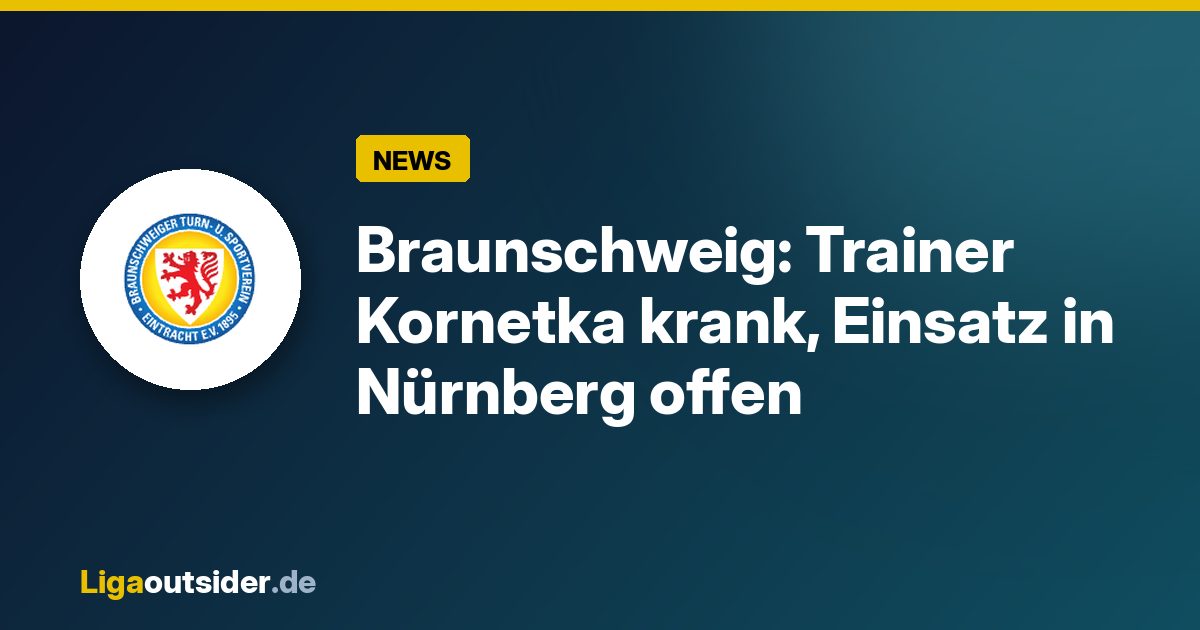 BRAUNSCHWEIGER TURN- U. SPORTVEREIN
EINTRACHT E.V. 1895
NEWS
Braunschweig: Trainer
Kornetka krank, Einsatz in
Nürnberg offen
Ligaoutsider.de